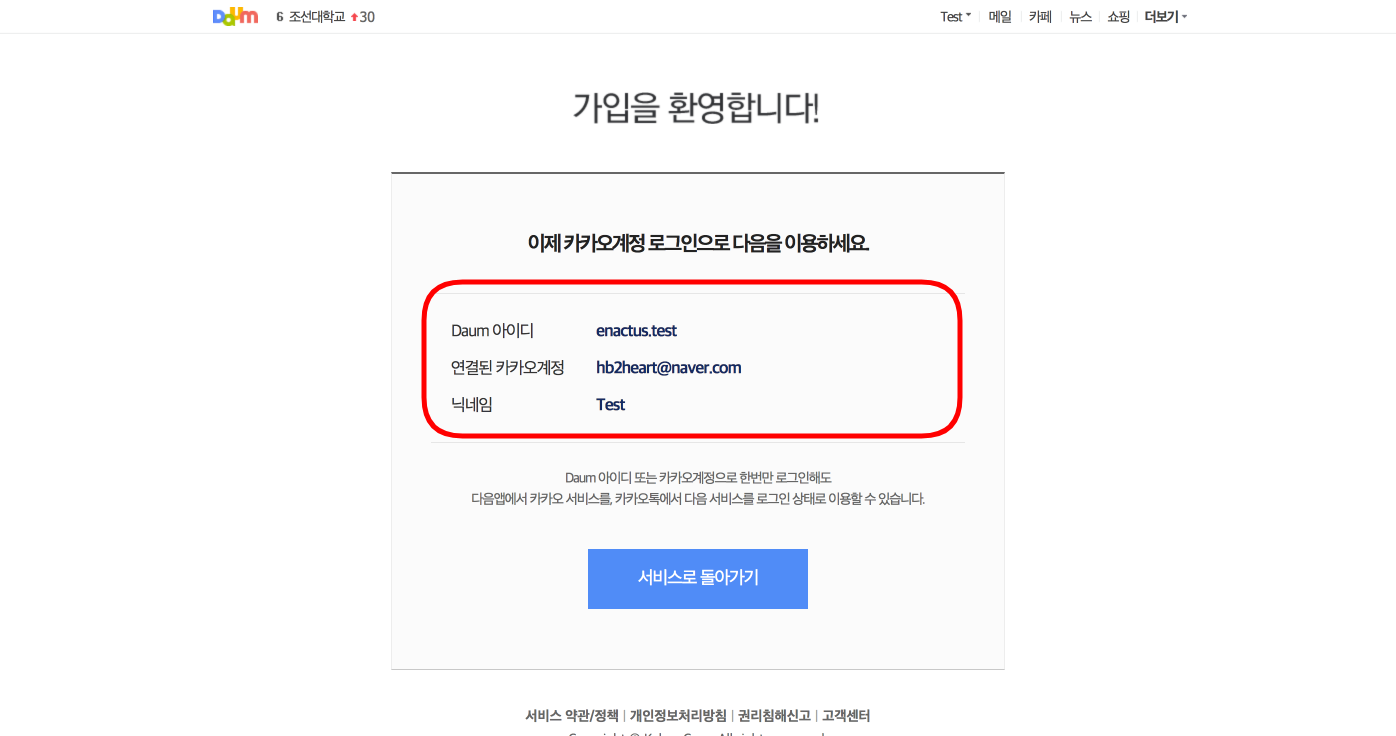 Daum 6 조선대학교 30 Test 메일 카페 뉴스 쇼핑 더보기
가입을 환영합니다!
이제 카카오계정 로그인으로 다음을 이용하세요.
Daum 아이디 enactus.test
연결된 카카오계정 hb2heart@naver.com
닉네임 Test
Daum 아이디 또는 카카오계정으로 한번만 로그인해도
다음앱에서 카카오 서비스를, 카카오톡에서 다음 서비스를 로그인 상태로 이용할 수 있습니다.
서비스로 돌아가기
서비스 약관/정책 | 개인정보처리방침 | 권리침해신고 | 고객센터